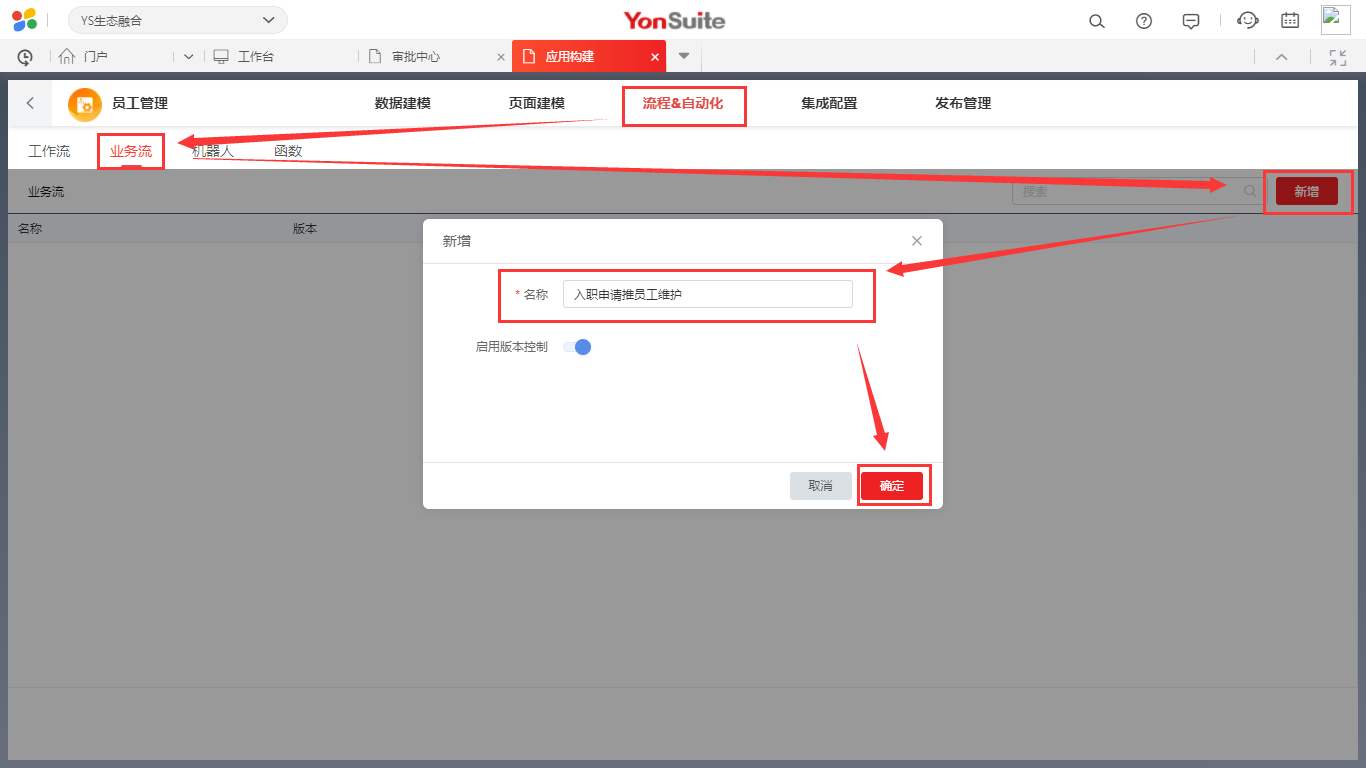 YS生态融合
YonSuite
门户
工作台
审批中心
应用构建
员工管理
数据建模
页面建模
流程&自动化
集成配置
发布管理
工作流
业务流
机器人
函数
业务流
搜索
新增
名称
版本
新增
* 名称
入职申请推员工维护
启用版本控制
取消
确定